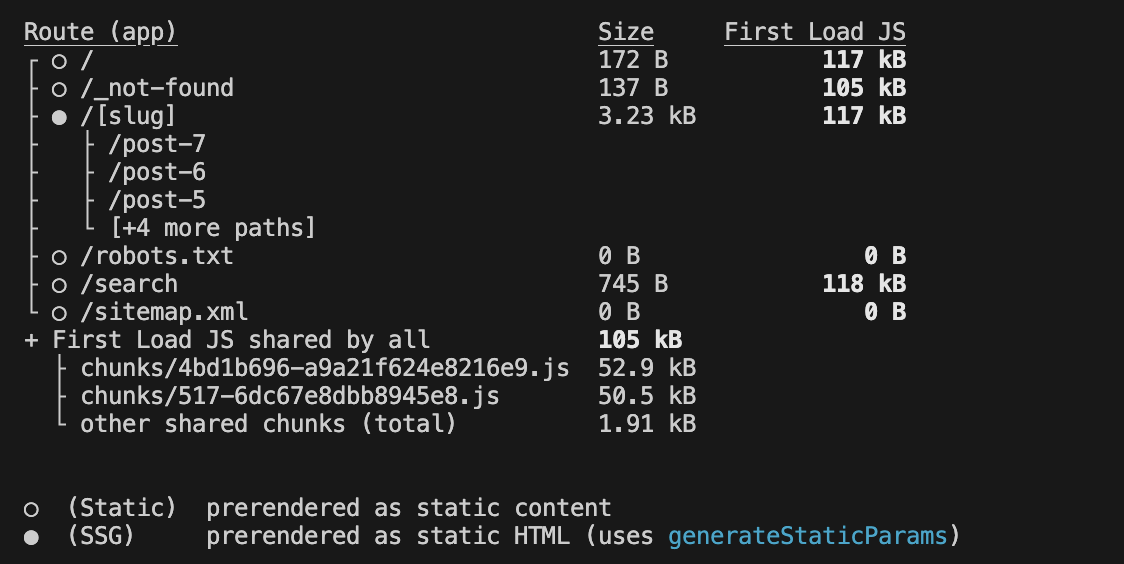 Route (app)                              Size     First Load JS
┌ ○ /                                    172 B           117 kB
├ ○ /_not-found                          137 B           105 kB
├ ● /[slug]                              3.23 kB         117 kB
├   ├ /post-7
├   ├ /post-6
├   ├ /post-5
├   └ [+4 more paths]
├ ○ /robots.txt                          0 B                0 B
├ ○ /search                              745 B           118 kB
└ ○ /sitemap.xml                         0 B                0 B
+ First Load JS shared by all            105 kB
  ├ chunks/4bd1b696-a9a21f624e8216e9.js  52.9 kB
  ├ chunks/517-6dc67e8dbb8945e8.js       50.5 kB
  └ other shared chunks (total)          1.91 kB
○  (Static)  prerendered as static content
●  (SSG)     prerendered as static HTML (uses generateStaticParams)